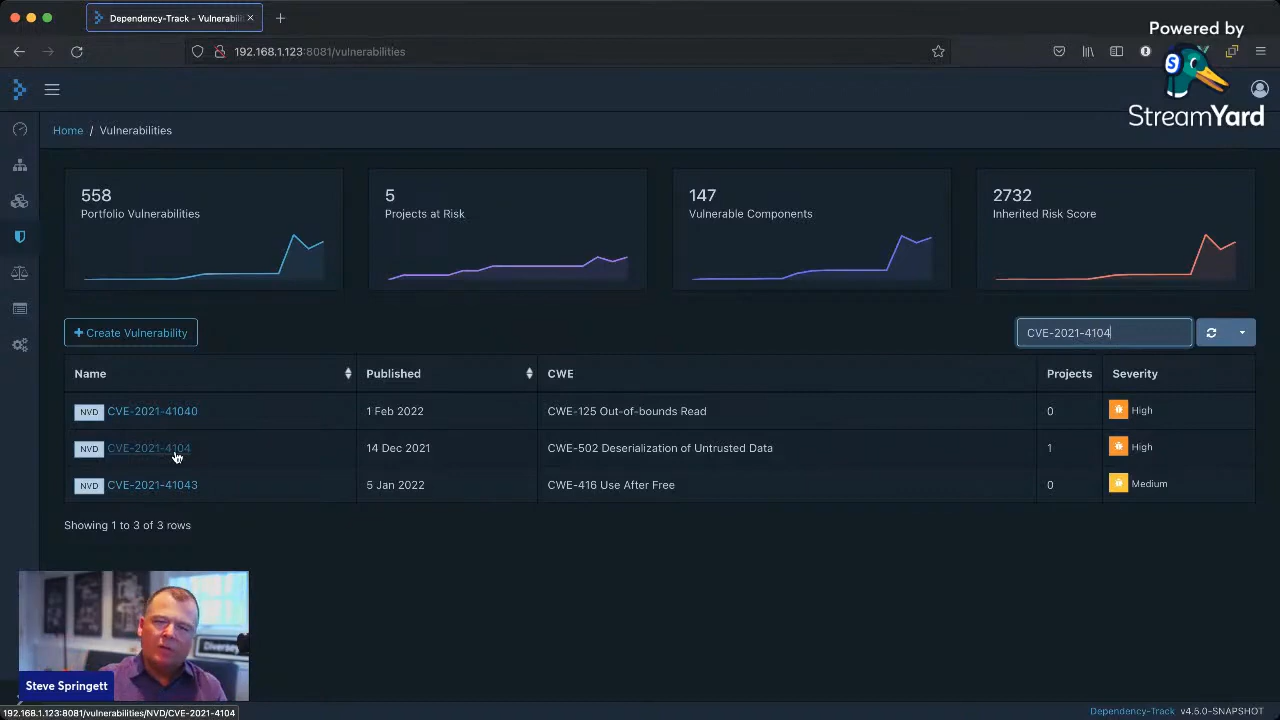 Dependency-Track - Vulnerabili
192.168.1.123:8081/vulnerabilities
Powered by
S
StreamYard
Home / Vulnerabilities
558
Portfolio Vulnerabilities
5
Projects at Risk
147
Vulnerable Components
2732
Inherited Risk Score
Create Vulnerability
CVE-2021-4104
Name Published CWE Projects Severity
NVD CVE-2021-41040 1 Feb 2022 CWE-125 Out-of-bounds Read 0 High
NVD CVE-2021-4104 14 Dec 2021 CWE-502 Deserialization of Untrusted Data 1 High
NVD CVE-2021-41043 5 Jan 2022 CWE-416 Use After Free 0 Medium
Showing 1 to 3 of 3 rows
Diversey
Steve Springett
192.168.1.123:8081/vulnerabilities/NVD/CVE-2021-4104
Dependency-Track v4.5.0-SNAPSHOT